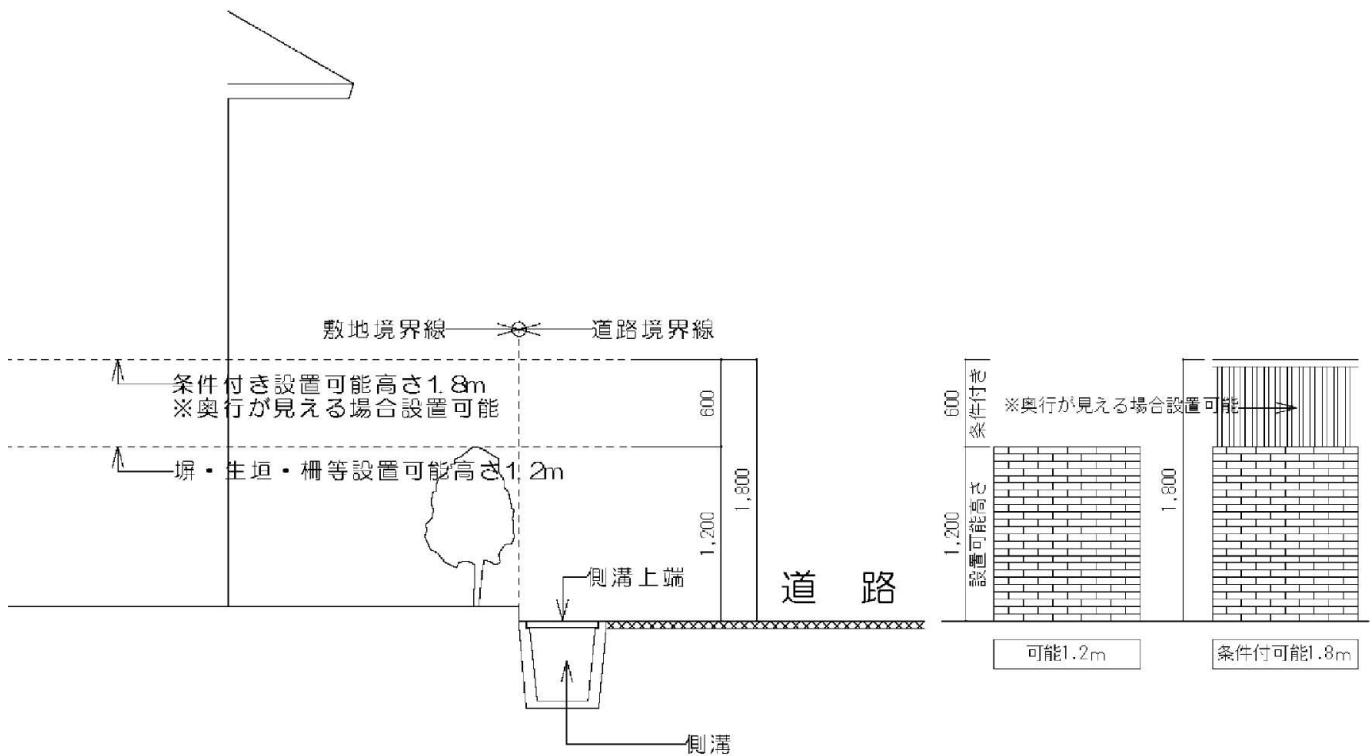 敷地境界線
道路境界線
条件付き設置可能高さ1.8m
※奥行が見える場合設置可能
塀・生垣・柵等設置可能高さ1.2m
600
1,200
1,800
側溝上端
道 路
側溝
600
条件付き
※奥行が見える場合設置可能
1,200
設置可能高さ
1,800
可能1.2m
条件付可能1.8m